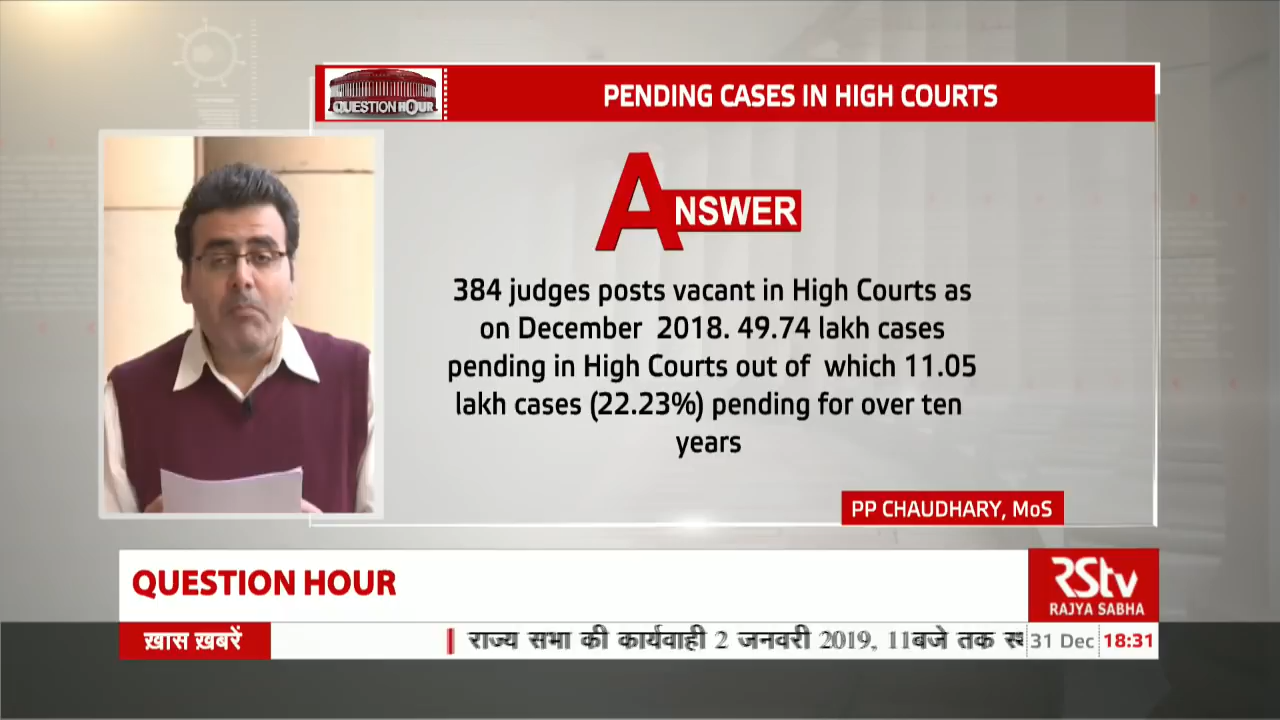 QUESTION HOUR
PENDING CASES IN HIGH COURTS
ANSWER
384 judges posts vacant in High Courts as
on December 2018. 49.74 lakh cases
pending in High Courts out of which 11.05
lakh cases (22.23%) pending for over ten
years
PP CHAUDHARY, MoS
QUESTION HOUR
RStv
RAJYA SABHA
ख़ास ख़बरें
राज्य सभा की कार्यवाही 2 जनवरी 2019, 11बजे तक
31 Dec 18:31